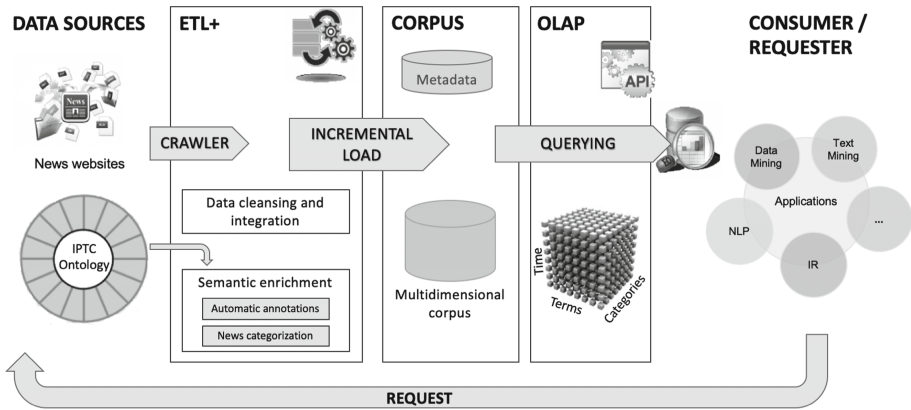 DATA SOURCES
ETL+
CORPUS
OLAP
CONSUMER /
REQUESTER
Metadata
API
News
News websites
CRAWLER
INCREMENTAL
LOAD
QUERYING
Data
Mining
Text
Mining
Applications
NLP
...
IR
Data cleansing and
integration
IPTC
Ontology
Semantic enrichment
Automatic annotations
News categorization
Multidimensional
corpus
Time
Terms
Categories
REQUEST